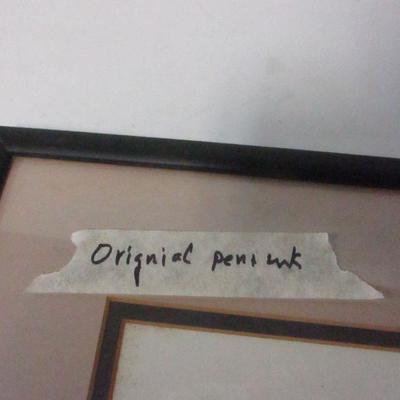 Orignial pen + ink